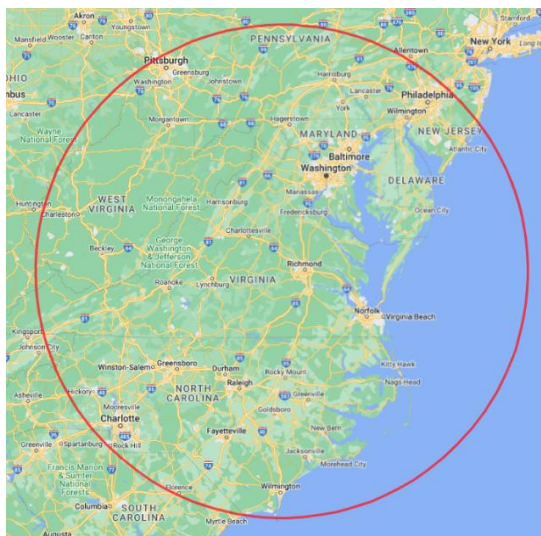 Akron
Youngstown
Mansfield
Wooster
Canton
PENNSYLVANIA
Stamford
New York
Long Is
Allentown
Pittsburgh
Greensburg
Johnstown
Washington
Harrisburg
Lancaster
Philadelphia
OHIO
nbus
Lancaster
York
Wilmington
Morgantown
Hagerstown
NEW JERSEY
MARYLAND
Wayne
National Forest
Baltimore
Atlantic City
Washington
DELAWARE
Manassas
Huntington
WEST
VIRGINIA
Monongahela
National Forest
Harrisonburg
Charleston
Fredericksburg
Ocean City
Charlottesville
George
Washington
& Jefferson
National Forest
Beckley
Richmond
Roanoke
Lynchburg
VIRGINIA
Norfolk
Virginia Beach
Kingsport
Johnson City
Winston-Salem
Greensboro
Durham
Rocky Mount
Kitty Hawk
Raleigh
Nags Head
Asheville
Hickory
Mooresville
NORTH
CAROLINA
Greenville
Goldsboro
Charlotte
Fayetteville
New Bern
Greenville
Spartanburg
Rock Hill
Jacksonville
Morehead City
Francis Marion
& Sumter
National
Forests
Florence
Wilmington
Columbia
SOUTH
CAROLINA
Myrtle Beach
Augusta